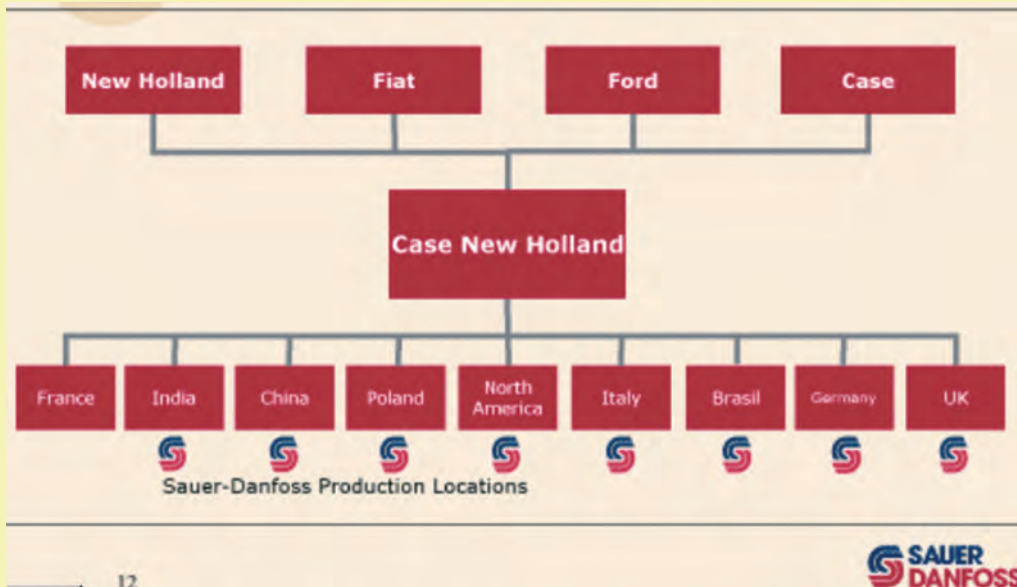 New Holland
Fiat
Ford
Case
Case New Holland
France
India
China
Poland
North
America
Italy
Brasil
Germany
UK
Sauer-Danfoss Production Locations
12
SAUER
DANFOSS